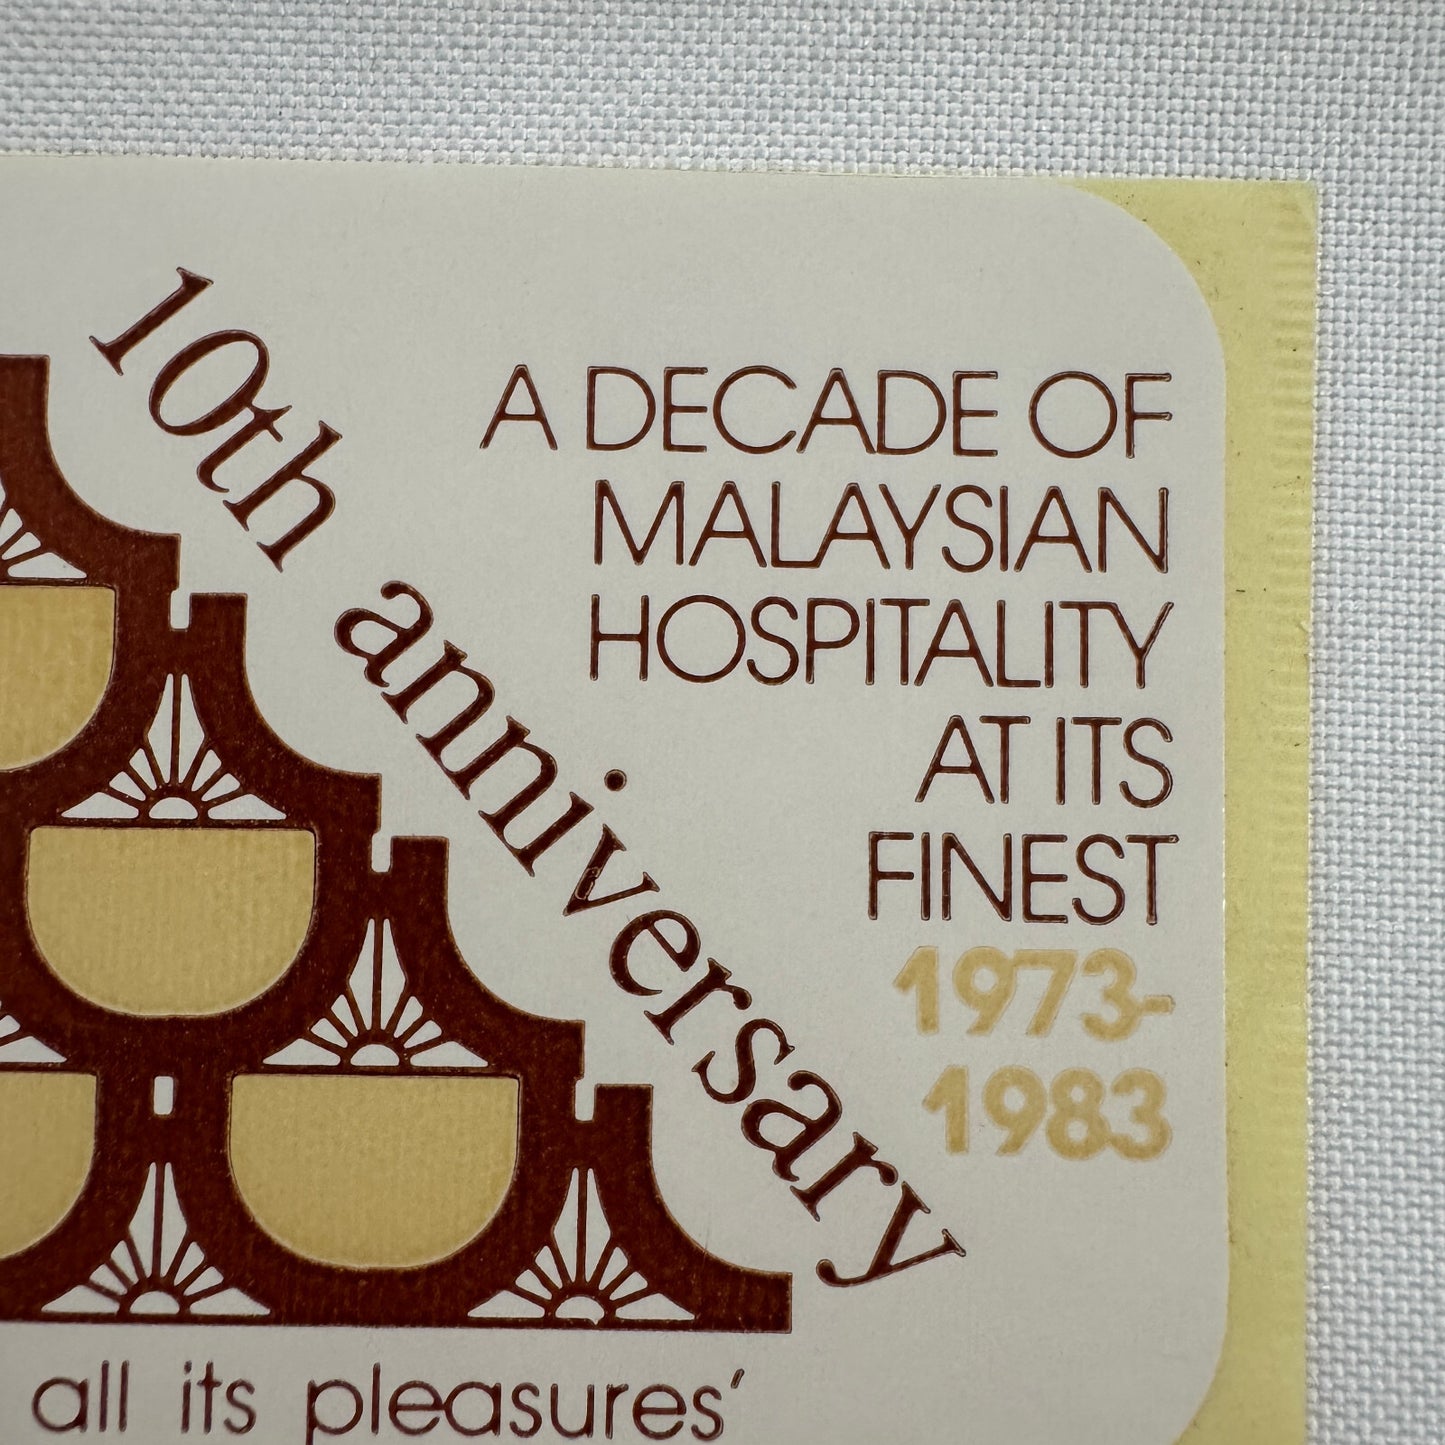 10th anniversary
A DECADE OF
MALAYSIAN
HOSPITALITY
AT ITS
FINEST
1973-
1983
all its pleasures'